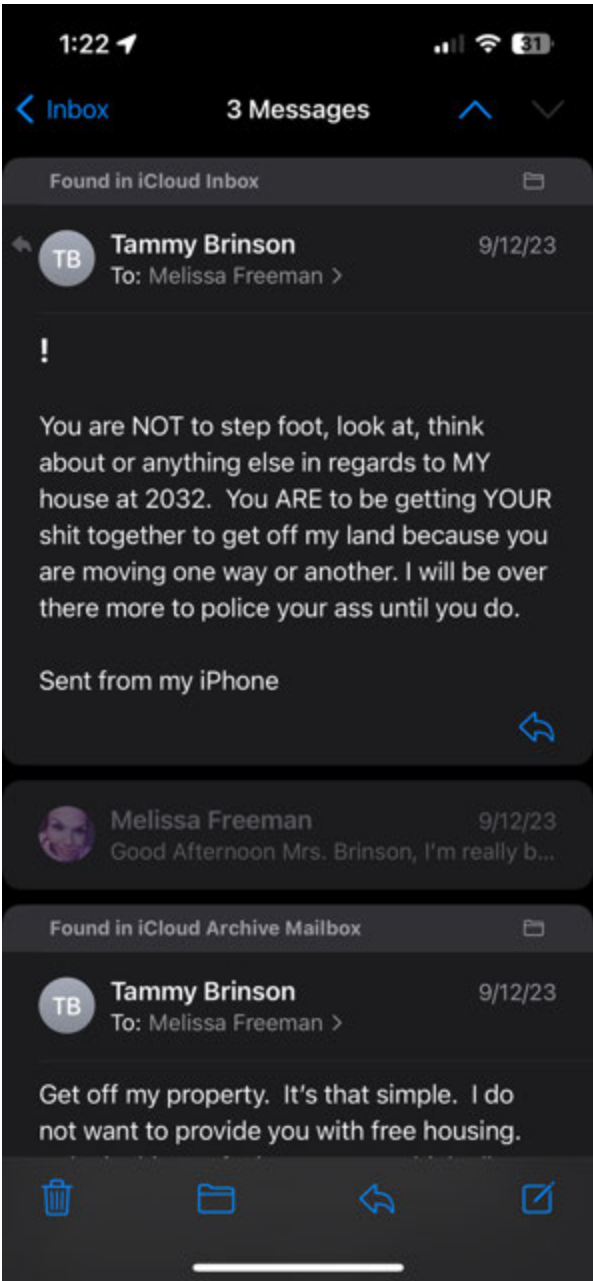 1:22
31
Inbox
3 Messages
Found in iCloud Inbox
TB
Tammy Brinson
9/12/23
To: Melissa Freeman >
!
You are NOT to step foot, look at, think
about or anything else in regards to MY
house at 2032.  You ARE to be getting YOUR
shit together to get off my land because you
are moving one way or another. I will be over
there more to police your ass until you do.
Sent from my iPhone
Melissa Freeman
9/12/23
Good Afternoon Mrs. Brinson, I'm really b...
Found in iCloud Archive Mailbox
TB
Tammy Brinson
9/12/23
To: Melissa Freeman >
Get off my property.  It's that simple.  I do
not want to provide you with free housing.